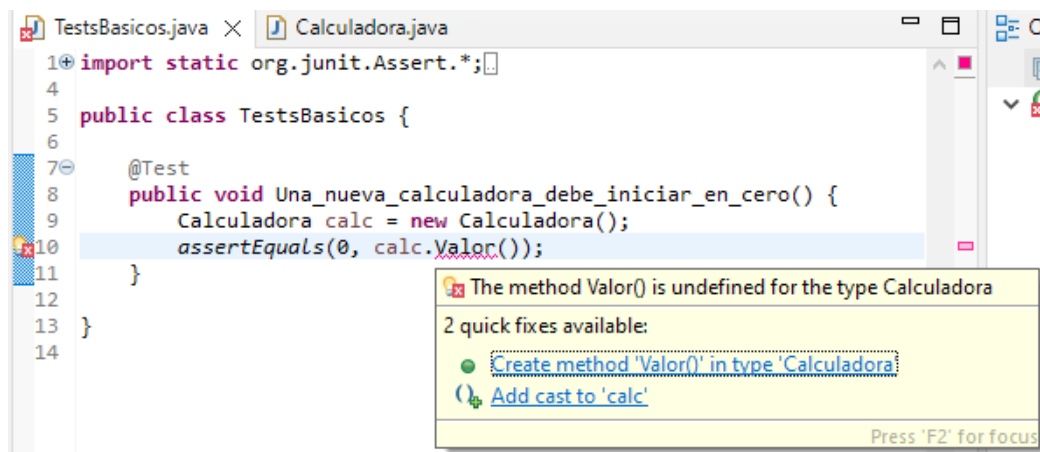 TestsBasicos.java
Calculadora.java
1 import static org.junit.Assert.*;
4
5 public class TestsBasicos {
6
7 @Test
8 public void Una_nueva_calculadora_debe_iniciar_en_cero() {
9 Calculadora calc = new Calculadora();
10 assertEquals(0, calc.Valor());
11 }
12
13 }
14
The method Valor() is undefined for the type Calculadora
2 quick fixes available:
Create method 'Valor()' in type 'Calculadora'
Add cast to 'calc'
Press 'F2' for focus